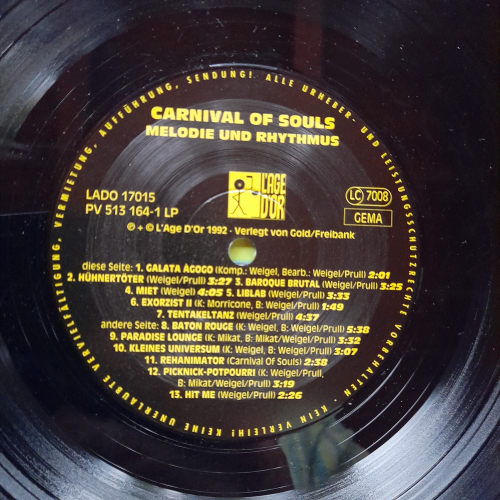 ALLE URHEBER- UND LEISTUNGSSCHUTZRECHTE VORBEHALTEN · KEIN VERLEIH! KEINE UNERLAUBTE VERVIELFÄLTIGUNG, VERMIETUNG, AUFFÜHRUNG, SENDUNG!
CARNIVAL OF SOULS
MELODIE UND RHYTHMUS
L'AGE
D'OR
LADO 17015
PV 513 164-1 LP
LC 7008
GEMA
℗ + © L'Age D'Or 1992 · Verlegt von Gold/Freibank
diese Seite: 1. GALATA AGOGO (Komp.: Weigel, Bearb.: Weigel/Prull) 2:01
2. HÜHNERTÖTER (Weigel/Prull) 3:27 3. BAROQUE BRUTAL (Weigel/Prull) 3:25
4. MIET (Weigel) 4:05 5. LIBLAB (Weigel/Prull) 3:33
6. EXORZIST II (K: Morricone, B: Weigel/Prull) 1:49
7. TENTAKELTANZ (Weigel/Prull) 4:37
andere Seite: 8. BATON ROUGE (K: Weigel, B: Weigel/Prull) 5:38
9. PARADISE LOUNGE (K: Mikat, B: Mikat/Weigel/Prull) 3:32
10. KLEINES UNIVERSUM (K: Weigel, B: Weigel/Prull) 3:07
11. REHANIMATOR (Carnival Of Souls) 2:38
12. PICKNICK-POTPOURRI (K: Weigel/Prull,
B: Mikat/Weigel/Prull) 3:19
13. HIT ME (Weigel/Prull) 2:26